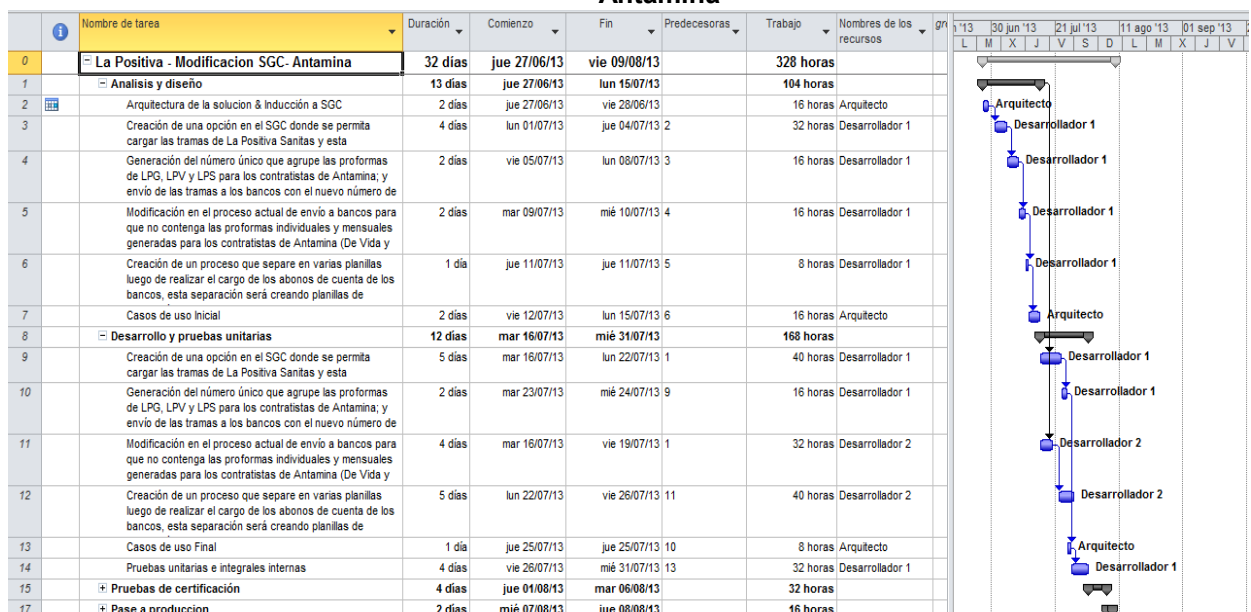 Antamina
Nombre de tarea Duración Comienzo Fin Predecesoras Trabajo Nombres de los recursos
'13 30 jun '13 21 jul '13 11 ago '13 01 sep '13
L M X J V S D L M X J V
0 La Positiva - Modificacion SGC- Antamina 32 días jue 27/06/13 vie 09/08/13 328 horas
1 Analisis y diseño 13 días jue 27/06/13 lun 15/07/13 104 horas
2 Arquitectura de la solucion & Inducción a SGC 2 días jue 27/06/13 vie 28/06/13 16 horas Arquitecto Arquitecto
3 Creación de una opción en el SGC donde se permita 4 días lun 01/07/13 jue 04/07/13 2 32 horas Desarrollador 1 Desarrollador 1
cargar las tramas de La Positiva Sanitas y esta
4 Generación del número único que agrupe las proformas 2 días vie 05/07/13 lun 08/07/13 3 16 horas Desarrollador 1 Desarrollador 1
de LPG, LPV y LPS para los contratistas de Antamina; y
envío de las tramas a los bancos con el nuevo número de
5 Modificación en el proceso actual de envío a bancos para 2 días mar 09/07/13 mié 10/07/13 4 16 horas Desarrollador 1 Desarrollador 1
que no contenga las proformas individuales y mensuales
generadas para los contratistas de Antamina (De Vida y
6 Creación de un proceso que separe en varias planillas 1 día jue 11/07/13 jue 11/07/13 5 8 horas Desarrollador 1 Desarrollador 1
luego de realizar el cargo de los abonos de cuenta de los
bancos, esta separación será creando planillas de
7 Casos de uso Inicial 2 días vie 12/07/13 lun 15/07/13 6 16 horas Arquitecto Arquitecto
8 Desarrollo y pruebas unitarias 12 días mar 16/07/13 mié 31/07/13 168 horas
9 Creación de una opción en el SGC donde se permita 5 días mar 16/07/13 lun 22/07/13 1 40 horas Desarrollador 1 Desarrollador 1
cargar las tramas de La Positiva Sanitas y esta
10 Generación del número único que agrupe las proformas 2 días mar 23/07/13 mié 24/07/13 9 16 horas Desarrollador 1 Desarrollador 1
de LPG, LPV y LPS para los contratistas de Antamina; y
envío de las tramas a los bancos con el nuevo número de
11 Modificación en el proceso actual de envío a bancos para 4 días mar 16/07/13 vie 19/07/13 1 32 horas Desarrollador 2 Desarrollador 2
que no contenga las proformas individuales y mensuales
generadas para los contratistas de Antamina (De Vida y
12 Creación de un proceso que separe en varias planillas 5 días lun 22/07/13 vie 26/07/13 11 40 horas Desarrollador 2 Desarrollador 2
luego de realizar el cargo de los abonos de cuenta de los
bancos, esta separación será creando planillas de
13 Casos de uso Final 1 día jue 25/07/13 jue 25/07/13 10 8 horas Arquitecto Arquitecto
14 Pruebas unitarias e integrales internas 4 días vie 26/07/13 mié 31/07/13 13 32 horas Desarrollador 1 Desarrollador 1
15 Pruebas de certificación 4 días jue 01/08/13 mar 06/08/13 32 horas
17 Pase a produccion 2 días mié 07/08/13 jue 08/08/13 16 horas